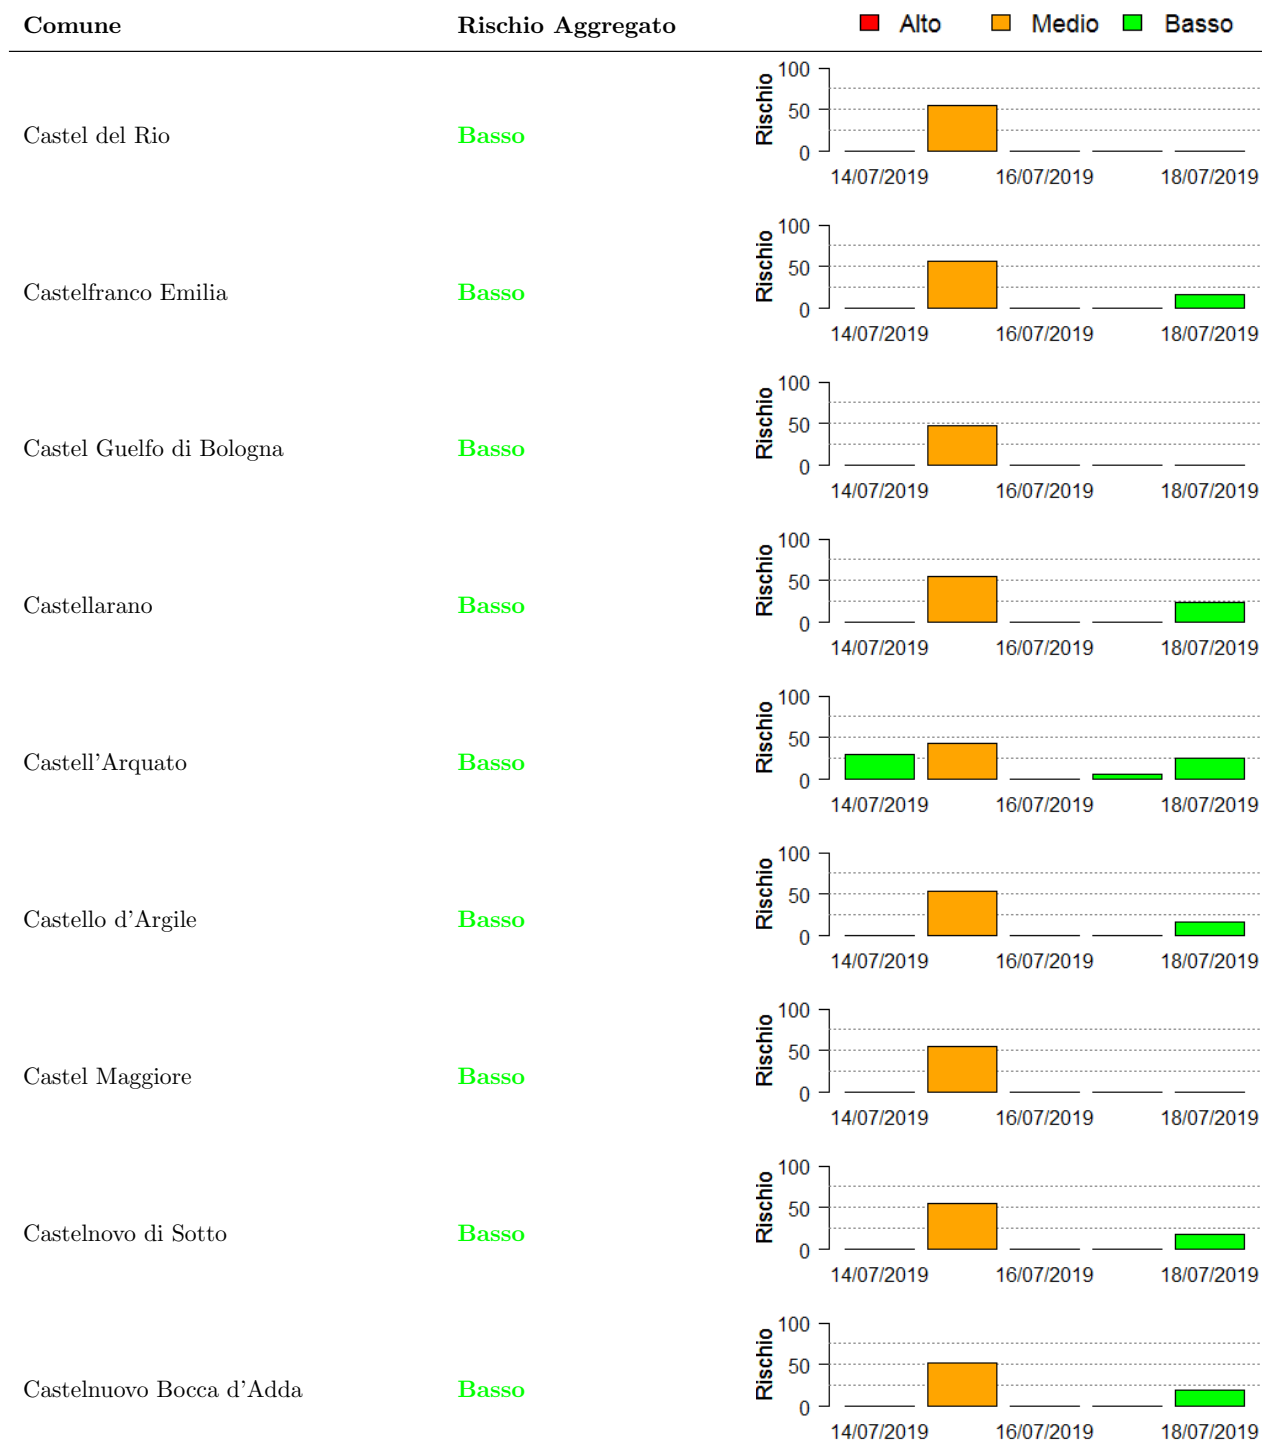 Comune Rischio Aggregato Alto Medio Basso
100
50
0
Rischio
Castel del Rio Basso
14/07/2019 16/07/2019 18/07/2019
100
50
0
Rischio
Castelfranco Emilia Basso
14/07/2019 16/07/2019 18/07/2019
100
50
0
Rischio
Castel Guelfo di Bologna Basso
14/07/2019 16/07/2019 18/07/2019
100
50
0
Rischio
Castellarano Basso
14/07/2019 16/07/2019 18/07/2019
100
50
0
Rischio
Castell'Arquato Basso
14/07/2019 16/07/2019 18/07/2019
100
50
0
Rischio
Castello d'Argile Basso
14/07/2019 16/07/2019 18/07/2019
100
50
0
Rischio
Castel Maggiore Basso
14/07/2019 16/07/2019 18/07/2019
100
50
0
Rischio
Castelnovo di Sotto Basso
14/07/2019 16/07/2019 18/07/2019
100
50
0
Rischio
Castelnuovo Bocca d'Adda Basso
14/07/2019 16/07/2019 18/07/2019